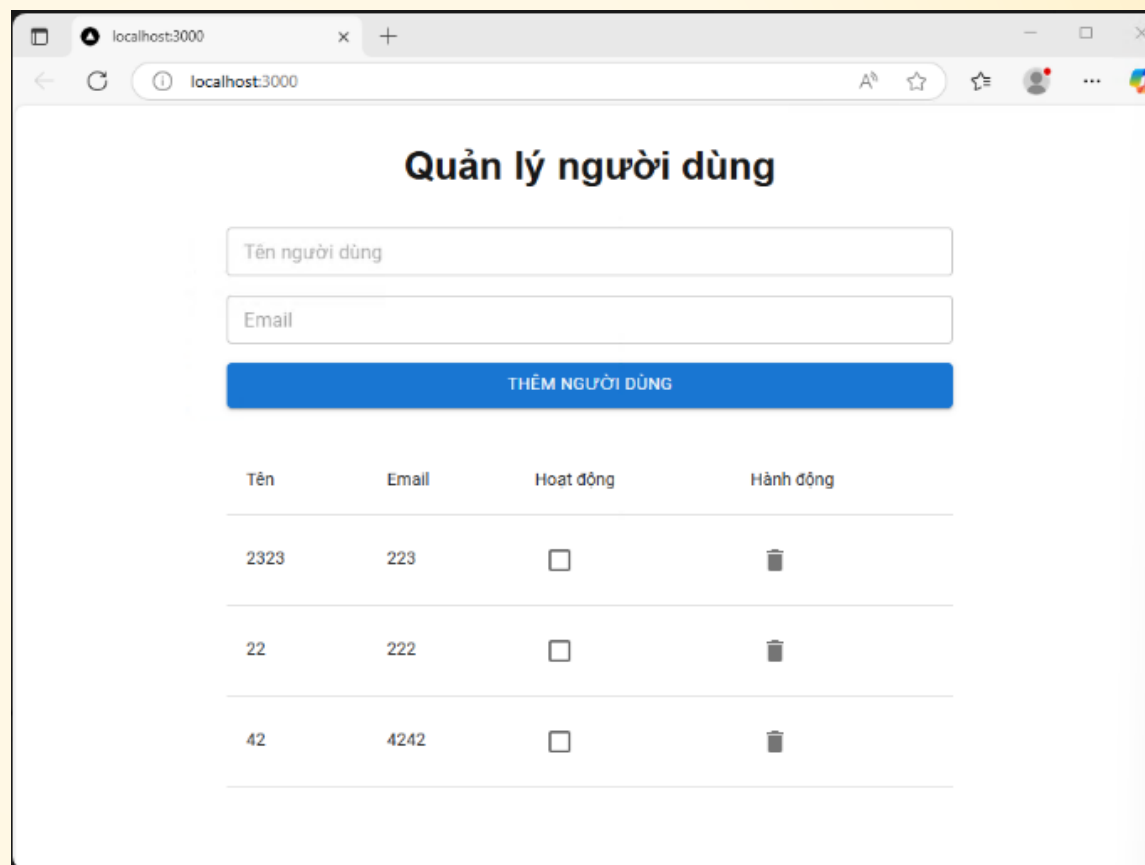 localhost:3000
localhost:3000
Quản lý người dùng
Tên người dùng
Email
THÊM NGƯỜI DÙNG
Tên Email Hoạt động Hành động
2323 223
22 222
42 4242